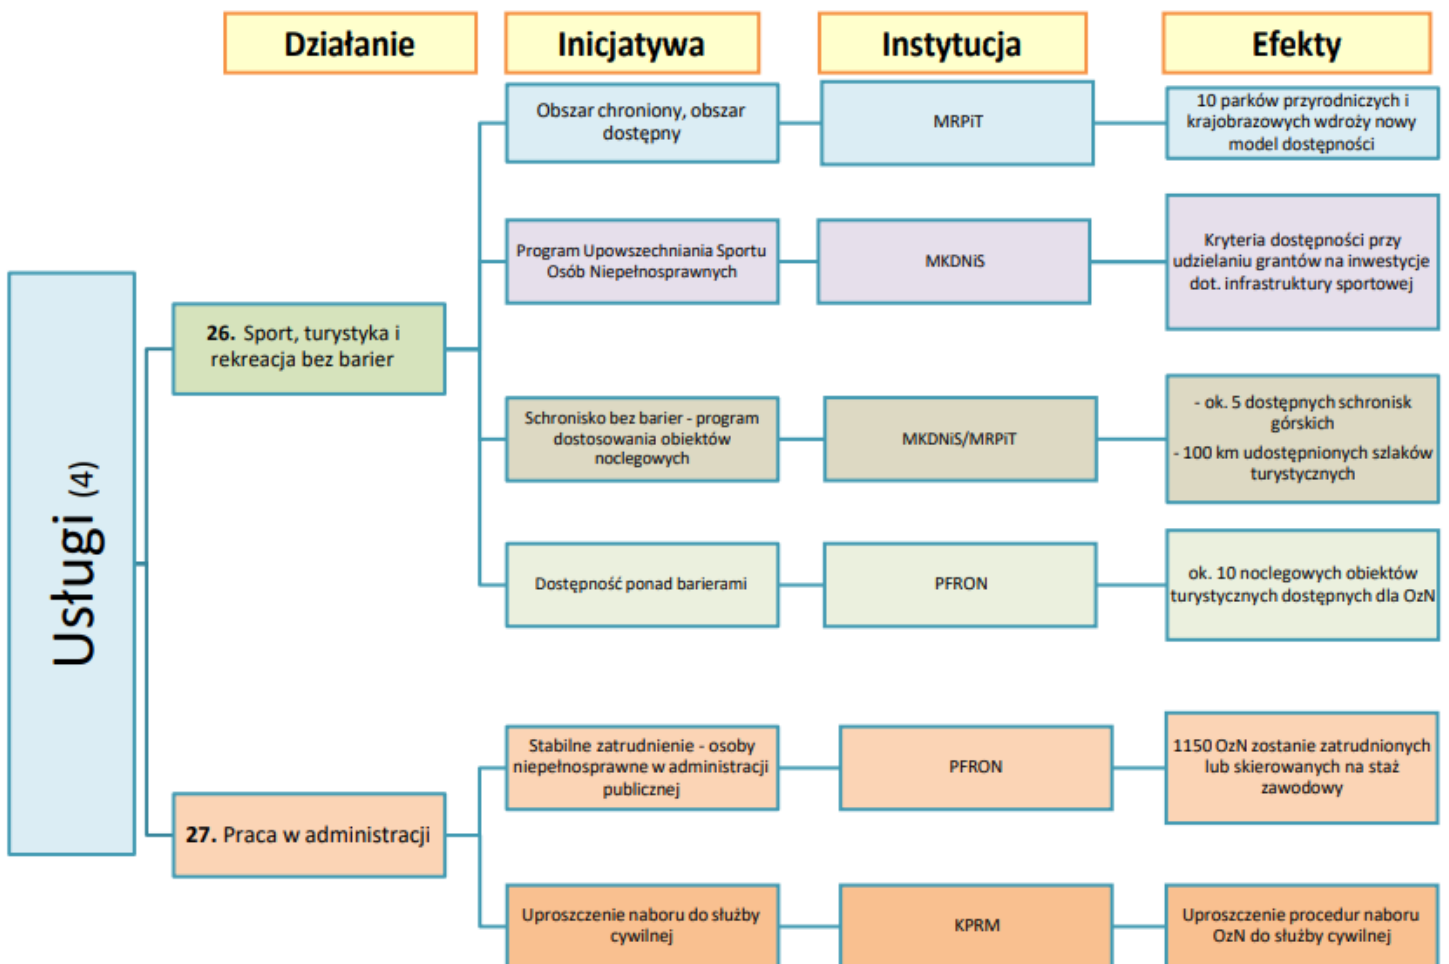 Działanie
Inicjatywa
Instytucja
Efekty
Usługi (4)
26. Sport, turystyka i
rekreacja bez barier
Obszar chroniony, obszar
dostępny
MRPiT
10 parków przyrodniczych i
krajobrazowych wdroży nowy
model dostępności
Program Upowszechniania Sportu
Osób Niepełnosprawnych
MKDNiS
Kryteria dostępności przy
udzielaniu grantów na inwestycje
dot. infrastruktury sportowej
Schronisko bez barier - program
dostosowania obiektów
noclegowych
MKDNiS/MRPiT
- ok. 5 dostępnych schronisk
górskich
- 100 km udostępnionych szlaków
turystycznych
Dostępność ponad barierami
PFRON
ok. 10 noclegowych obiektów
turystycznych dostępnych dla OzN
27. Praca w administracji
Stabilne zatrudnienie - osoby
niepełnosprawne w administracji
publicznej
PFRON
1150 OzN zostanie zatrudnionych
lub skierowanych na staż
zawodowy
Uproszczenie naboru do służby
cywilnej
KPRM
Uproszczenie procedur naboru
OzN do służby cywilnej